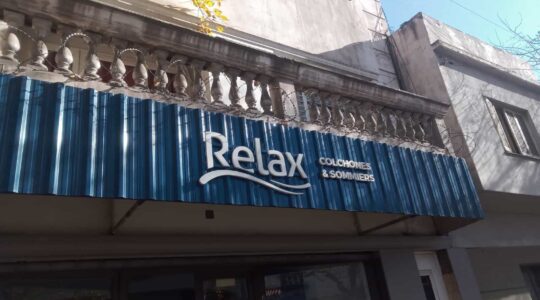 Relax
COLCHONES
& SOMMIERS